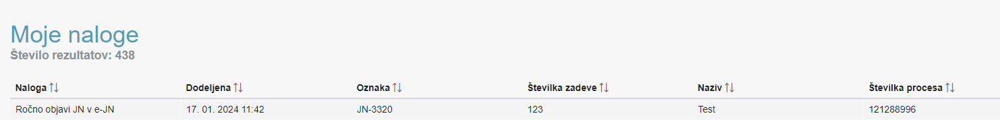 Moje naloge
Število rezultatov: 438
Naloga Dodeljena Oznaka Številka zadeve Naziv Številka procesa
Ročno objavi JN v e-JN 17. 01. 2024 11:42 JN-3320 123 Test 121288996